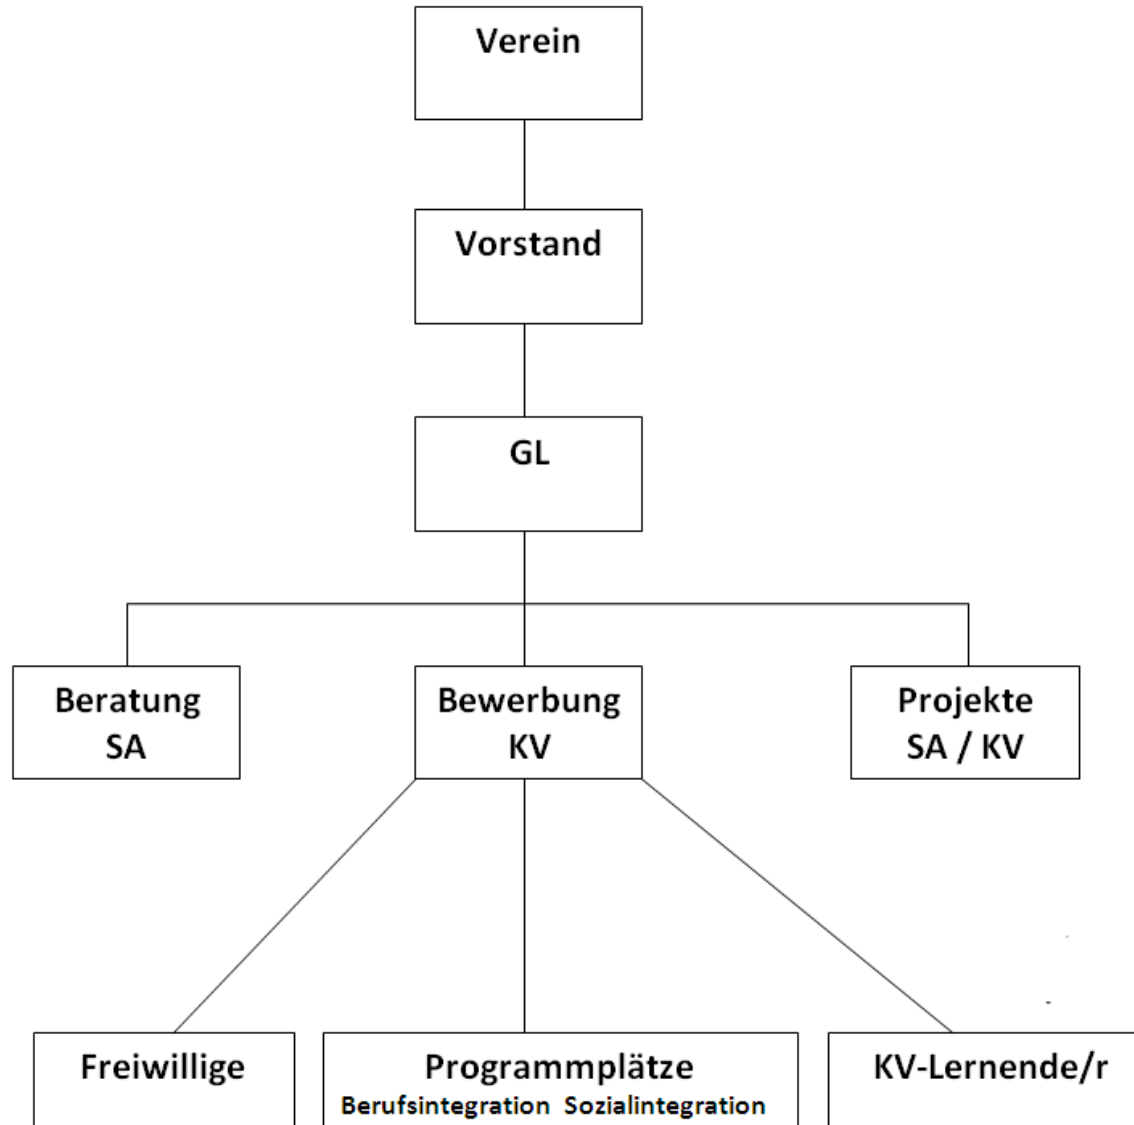 Verein
Vorstand
GL
Beratung
SA
Bewerbung
KV
Projekte
SA / KV
Freiwillige
Programmplätze
Berufsintegration Sozialintegration
KV-Lernende/r